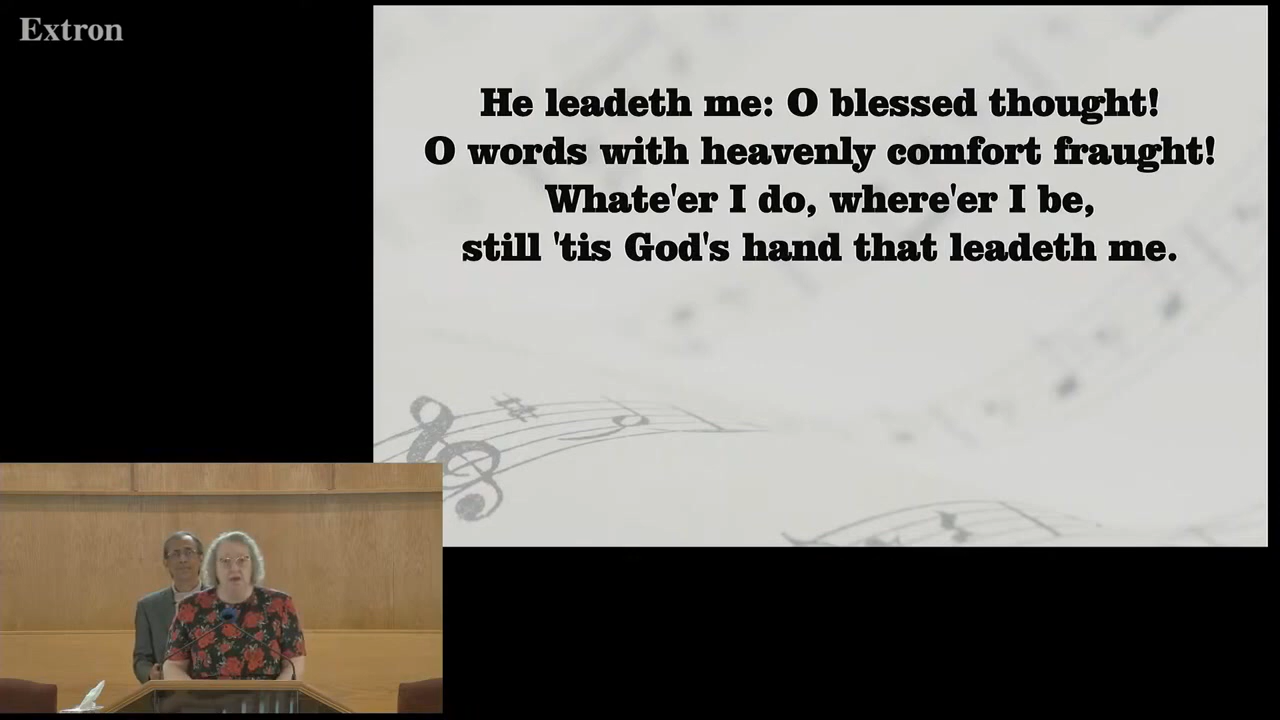 Extron
He leadeth me: O blessed thought!
O words with heavenly comfort fraught!
Whate'er I do, where'er I be,
still 'tis God's hand that leadeth me.